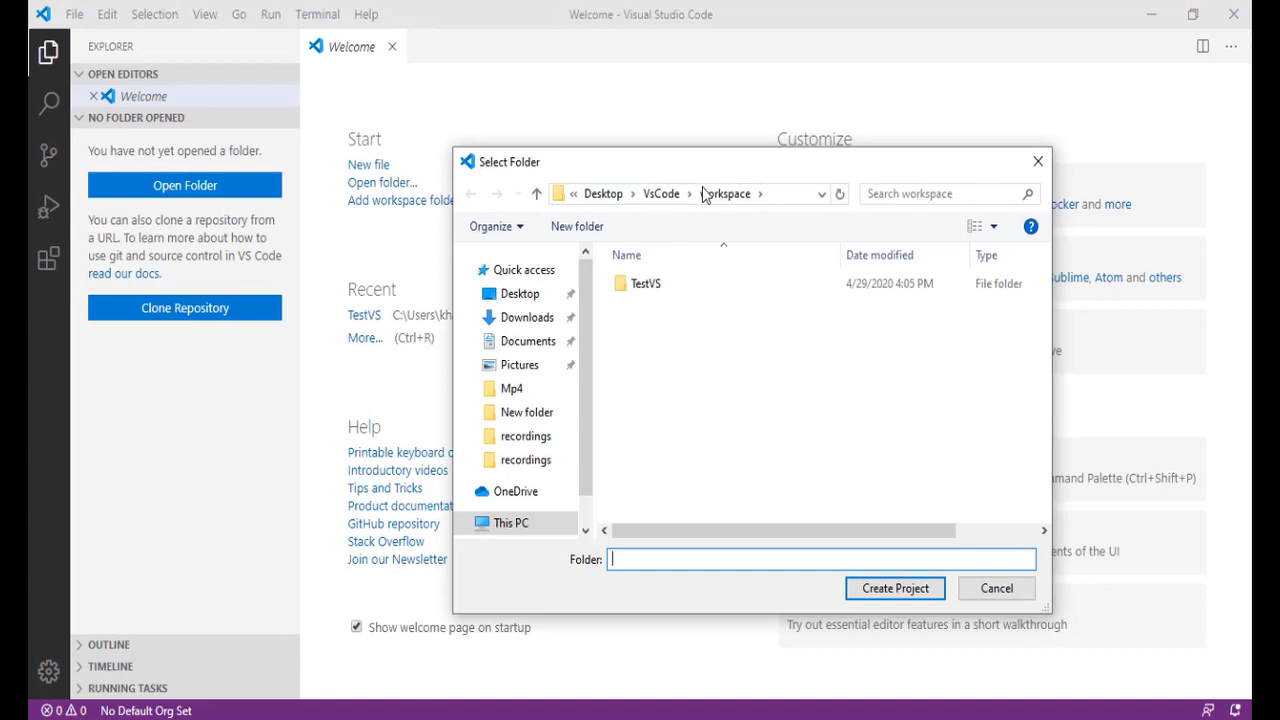 File Edit Selection View Go Run Terminal Help
Welcome - Visual Studio Code
EXPLORER
OPEN EDITORS
Welcome
NO FOLDER OPENED
You have not yet opened a folder.
Open Folder
You can also clone a repository
from a URL. To learn more about how
to use git and source control in VS Code
read our docs.
Clone Repository
OUTLINE
TIMELINE
RUNNING TASKS
Welcome
Start
New file
Open folder...
Add workspace folde
Recent
TestVS C:\Users\kh
More... (Ctrl+R)
Help
Printable keyboard c
Introductory videos
Tips and Tricks
Product documentat
GitHub repository
Stack Overflow
Join our Newsletter
Show welcome page on startup
Customize
ocker and more
Sublime, Atom and others
ve
mand Palette (Ctrl+Shift+P)
ents of the UI
Try out essential editor features in a short walkthrough
Select Folder
« Desktop › VsCode › workspace ›
Search workspace
Organize
New folder
Quick access
Desktop
Downloads
Documents
Pictures
Mp4
New folder
recordings
recordings
OneDrive
This PC
Name Date modified Type
TestVS 4/29/2020 4:05 PM File folder
Folder:
Create Project
Cancel
0 0 No Default Org Set